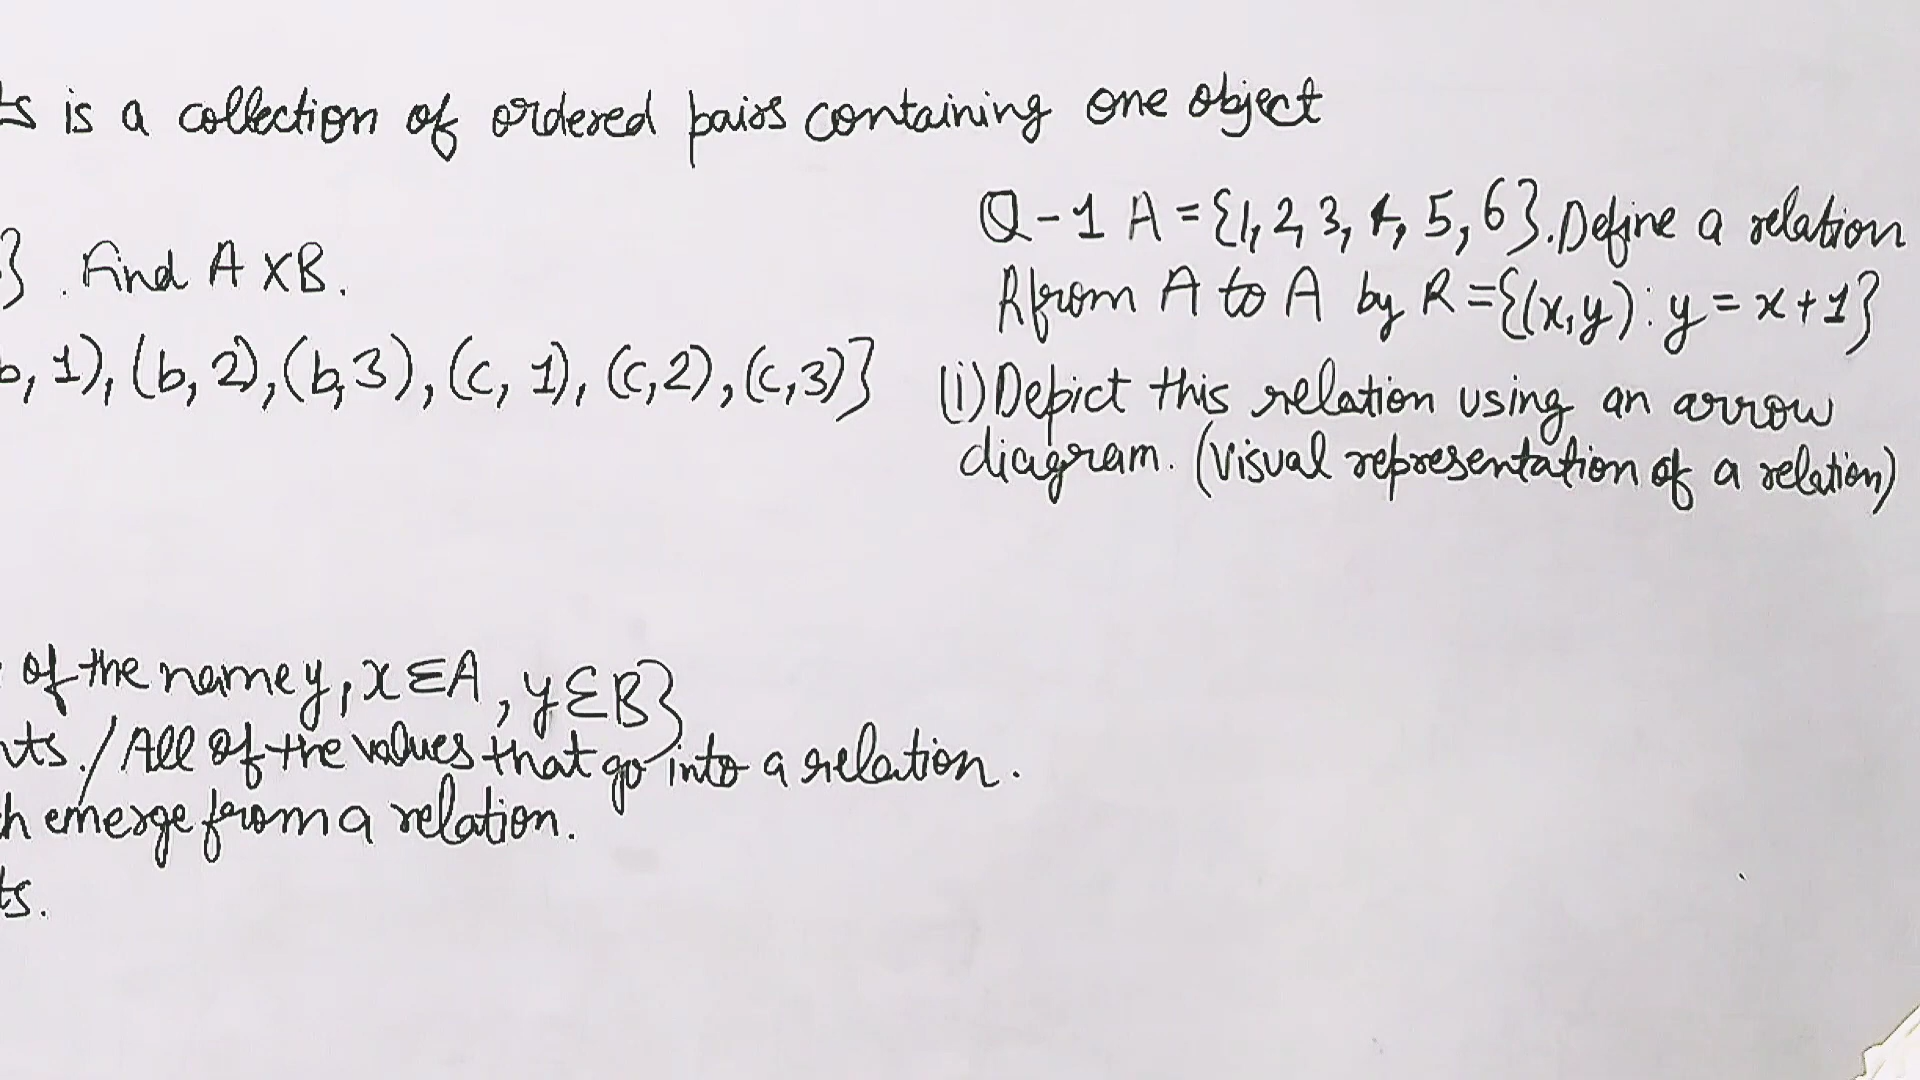 ts is a collection of ordered pairs containing one object
} . Find A X B.
b, 1), (b, 2), (b, 3), (c, 1), (c, 2), (c, 3)}
Q - 1 A = {1, 2, 3, 4, 5, 6}. Define a relation
R from A to A by R = {(x, y) : y = x + 1}
(i) Depict this relation using an arrow
diagram. (Visual representation of a relation)
of the name y, x ∈ A, y ∈ B}
nts. / All of the values that go into a relation.
h emerge from a relation.
ts.